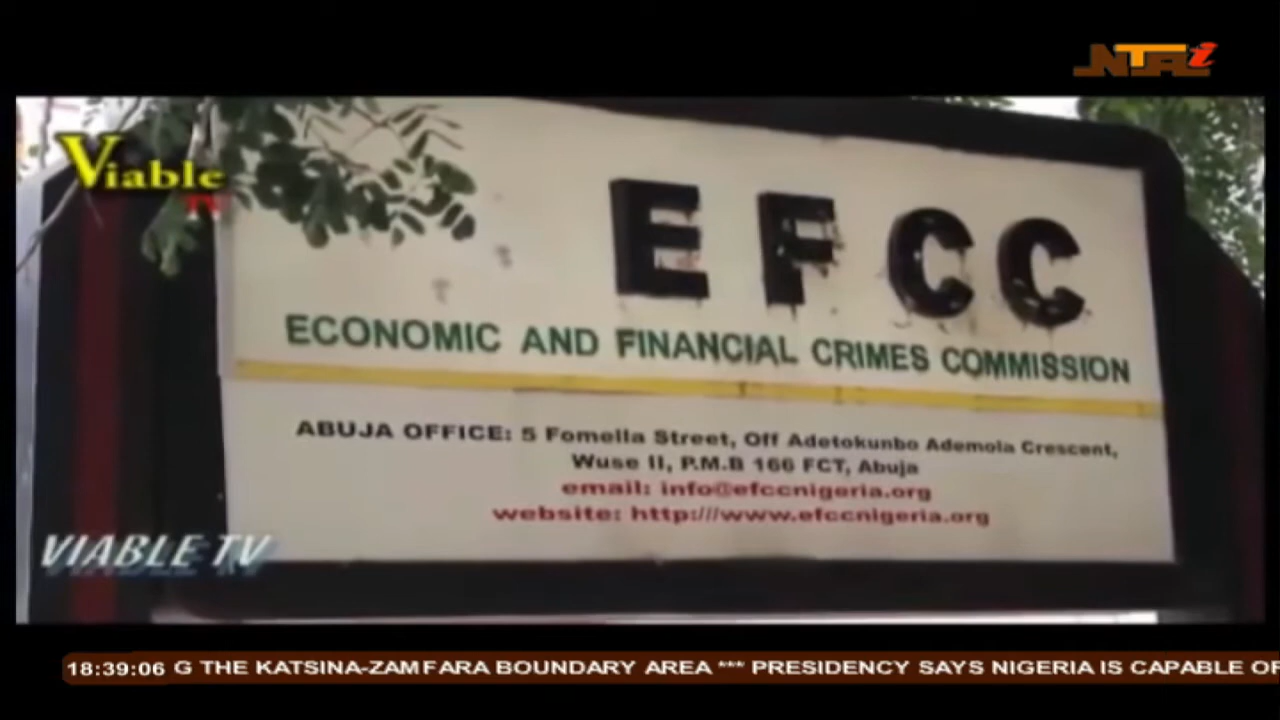 NTAi
Viable
TV
EFCC
ECONOMIC AND FINANCIAL CRIMES COMMISSION
ABUJA OFFICE: 5 Fomella Street, Off Adetokunbo Ademola Crescent,
Wuse II, P.M.B 166 FCT, Abuja
email: info@efccnigeria.org
website: http:///www.efccnigeria.org
VIABLE TV
18:39:06 G THE KATSINA-ZAMFARA BOUNDARY AREA *** PRESIDENCY SAYS NIGERIA IS CAPABLE OF